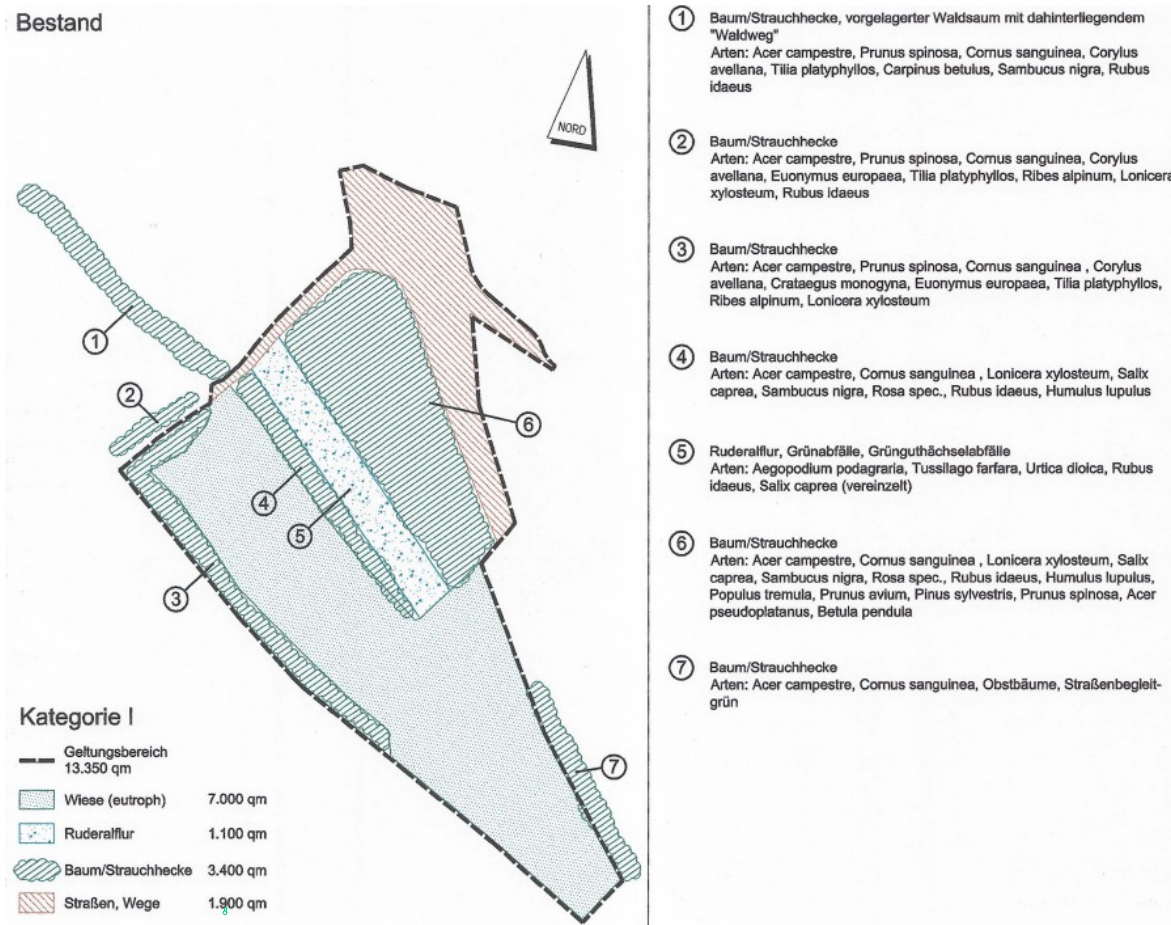 Bestand
NORD
1
2
3
4
5
6
7
Kategorie I
Geltungsbereich
13.350 qm
Wiese (eutroph) 7.000 qm
Ruderalflur 1.100 qm
Baum/Strauchhecke 3.400 qm
Straßen, Wege 1.900 qm
1 Baum/Strauchhecke, vorgelagerter Waldsaum mit dahinterliegendem
"Waldweg"
Arten: Acer campestre, Prunus spinosa, Cornus sanguinea, Corylus
avellana, Tilia platyphyllos, Carpinus betulus, Sambucus nigra, Rubus
idaeus
2 Baum/Strauchhecke
Arten: Acer campestre, Prunus spinosa, Cornus sanguinea, Corylus
avellana, Euonymus europaea, Tilia platyphyllos, Ribes alpinum, Lonicera
xylosteum, Rubus idaeus
3 Baum/Strauchhecke
Arten: Acer campestre, Prunus spinosa, Cornus sanguinea , Corylus
avellana, Crataegus monogyna, Euonymus europaea, Tilia platyphyllos,
Ribes alpinum, Lonicera xylosteum
4 Baum/Strauchhecke
Arten: Acer campestre, Cornus sanguinea , Lonicera xylosteum, Salix
caprea, Sambucus nigra, Rosa spec., Rubus idaeus, Humulus lupulus
5 Ruderalflur, Grünabfälle, Grünguthächselabfälle
Arten: Aegopodium podagraria, Tussilago farfara, Urtica dioica, Rubus
idaeus, Salix caprea (vereinzelt)
6 Baum/Strauchhecke
Arten: Acer campestre, Cornus sanguinea , Lonicera xylosteum, Salix
caprea, Sambucus nigra, Rosa spec., Rubus idaeus, Humulus lupulus,
Populus tremula, Prunus avium, Pinus sylvestris, Prunus spinosa, Acer
pseudoplatanus, Betula pendula
7 Baum/Strauchhecke
Arten: Acer campestre, Cornus sanguinea, Obstbäume, Straßenbegleit-
grün